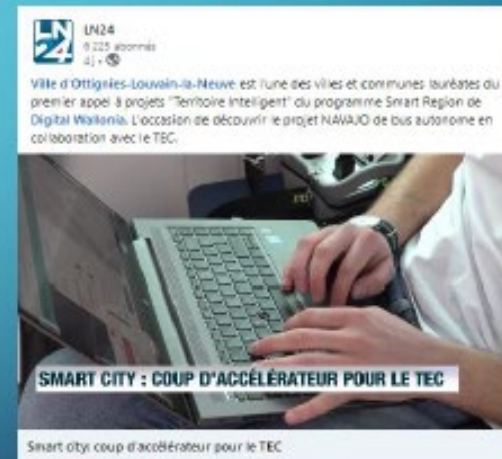 LN
24
LN24
6 225 abonnés
4 j •
Ville d'Ottignies-Louvain-la-Neuve est l'une des villes et communes lauréates du
premier appel à projets "Territoire Intelligent" du programme Smart Region de
Digital Wallonia. L'occasion de découvrir le projet NAVAJO de bus autonome en
collaboration avec le TEC.
SMART CITY : COUP D'ACCÉLÉRATEUR POUR LE TEC
Smart city: coup d'accélérateur pour le TEC